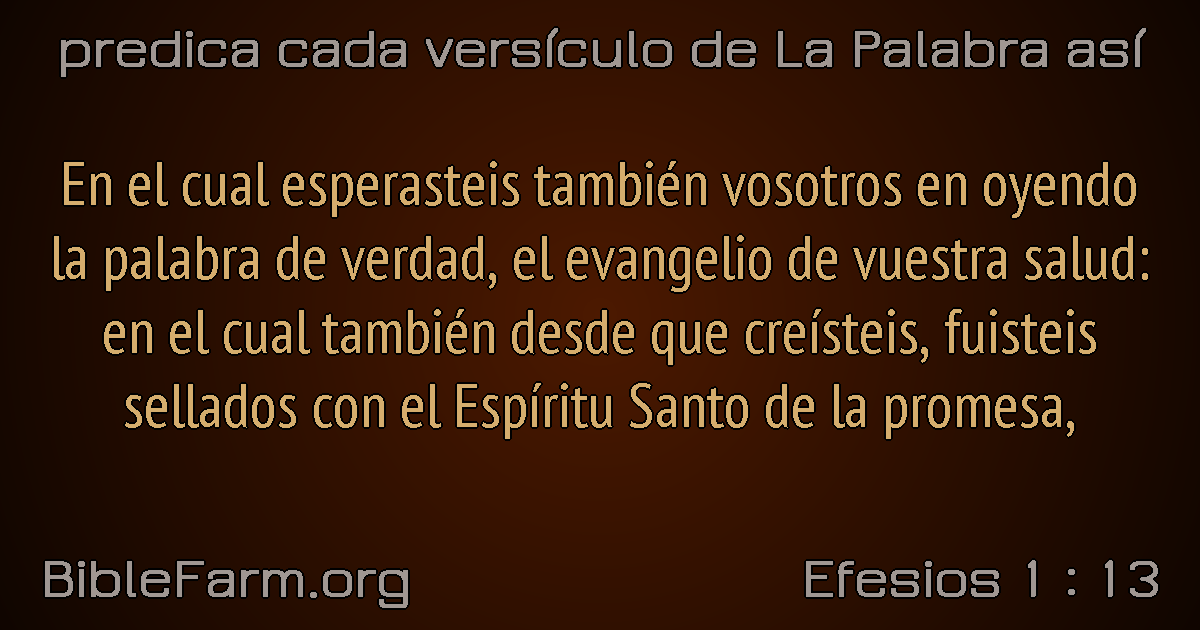 predica cada versículo de La Palabra así
En el cual esperasteis también vosotros en oyendo
la palabra de verdad, el evangelio de vuestra salud:
en el cual también desde que creísteis, fuisteis
sellados con el Espíritu Santo de la promesa,
BibleFarm.org
Efesios 1 : 13